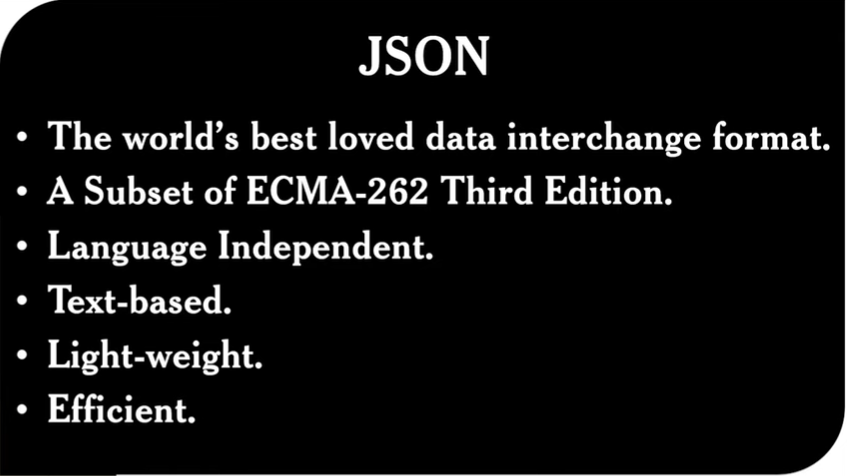 JSON
• The world’s best loved data interchange format.
• A Subset of ECMA-262 Third Edition.
• Language Independent.
• Text-based.
• Light-weight.
• Efficient.